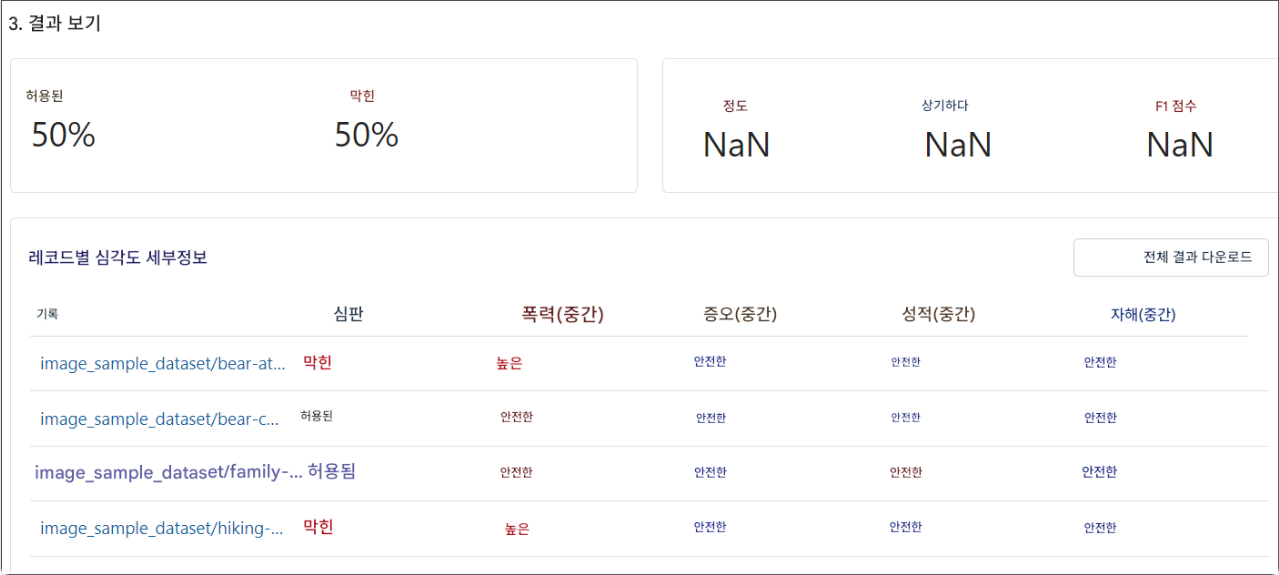 3. 결과 보기
허용된 막힌
50% 50%
정도 상기하다 F1 점수
NaN NaN NaN
레코드별 심각도 세부정보
전체 결과 다운로드
기록 심판 폭력(중간) 증오(중간) 성적(중간) 자해(중간)
image_sample_dataset/bear-at... 막힌 높은 안전한 안전한 안전한
image_sample_dataset/bear-c... 허용된 안전한 안전한 안전한 안전한
image_sample_dataset/family-... 허용됨 안전한 안전한 안전한 안전한
image_sample_dataset/hiking-... 막힌 높은 안전한 안전한 안전한